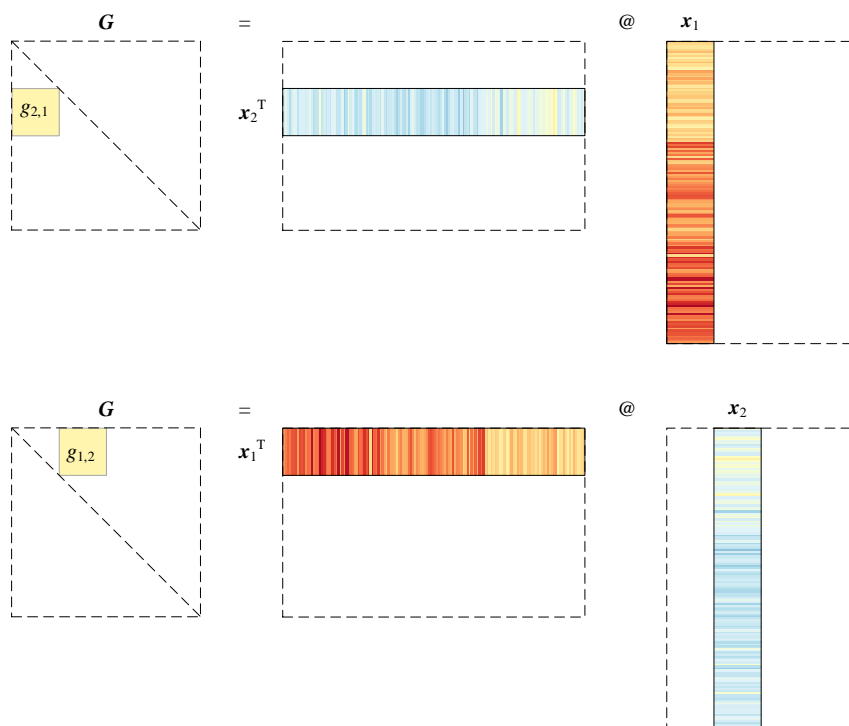 G = @ x₁
g₂,₁ x₂ᵀ
G = @ x₂
g₁,₂ x₁ᵀ